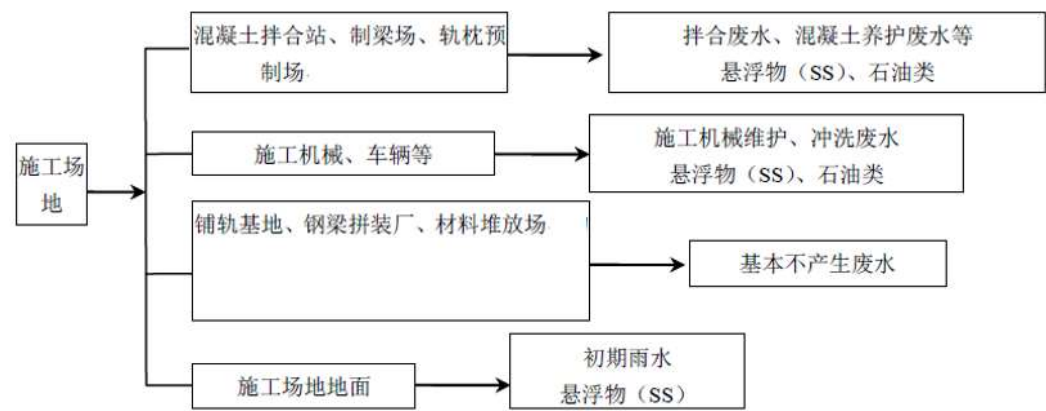 混凝土拌合站、制梁场、轨枕预
制场
拌合废水、混凝土养护废水等
悬浮物（SS）、石油类
施工机械、车辆等
施工机械维护、冲洗废水
悬浮物（SS）、石油类
施工场
地
铺轨基地、钢梁拼装厂、材料堆放场
基本不产生废水
施工场地地面
初期雨水
悬浮物（SS）